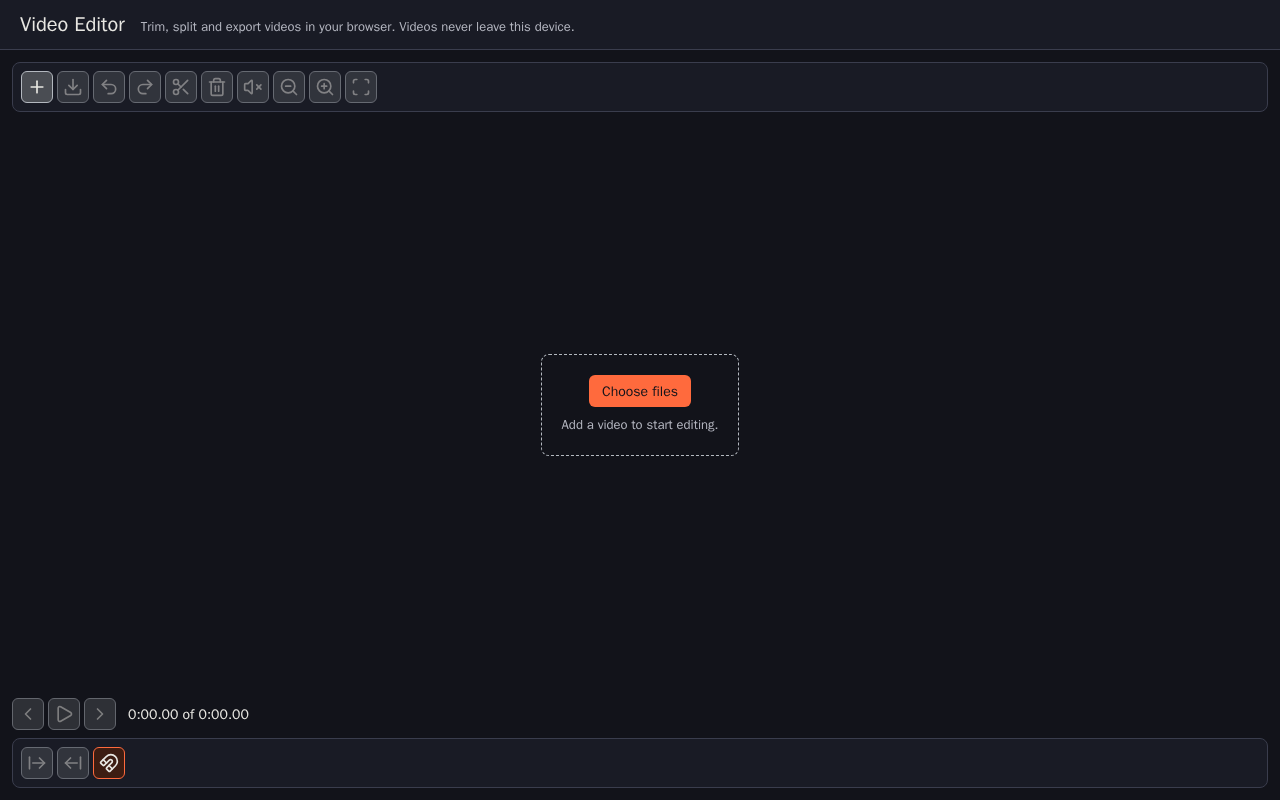 Video Editor
Trim, split and export videos in your browser. Videos never leave this device.
Choose files
Add a video to start editing.
0:00.00 of 0:00.00